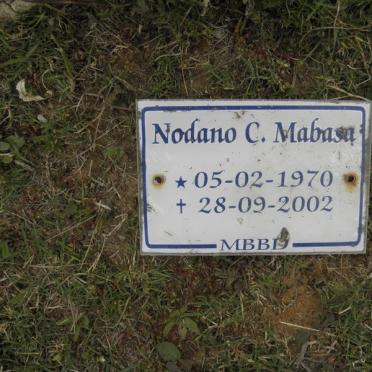 Nodano C. Mabasa
★ 05-02-1970
✝ 28-09-2002
MBBD